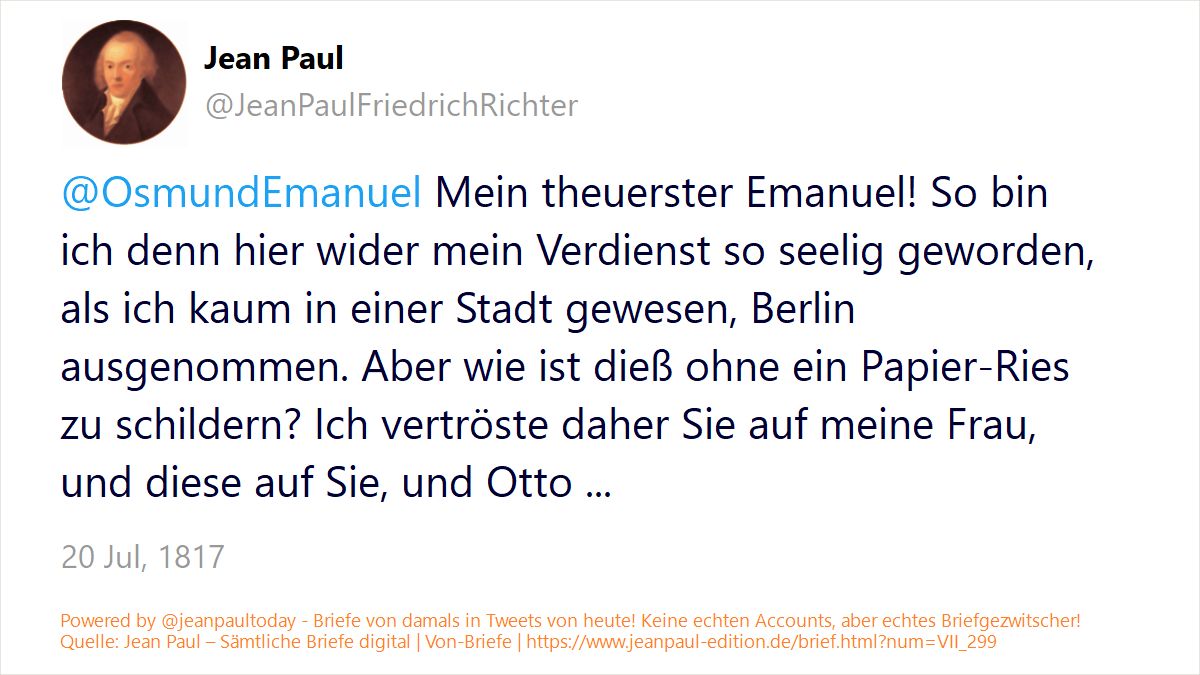 Jean Paul
@JeanPaulFriedrichRichter
@OsmundEmanuel Mein theuerster Emanuel! So bin
ich denn hier wider mein Verdienst so seelig geworden,
als ich kaum in einer Stadt gewesen, Berlin
ausgenommen. Aber wie ist dieß ohne ein Papier-Ries
zu schildern? Ich vertröste daher Sie auf meine Frau,
und diese auf Sie, und Otto ...
20 Jul, 1817
Powered by @jeanpaultoday - Briefe von damals in Tweets von heute! Keine echten Accounts, aber echtes Briefgezwitscher!
Quelle: Jean Paul – Sämtliche Briefe digital | Von-Briefe | https://www.jeanpaul-edition.de/brief.html?num=VII_299